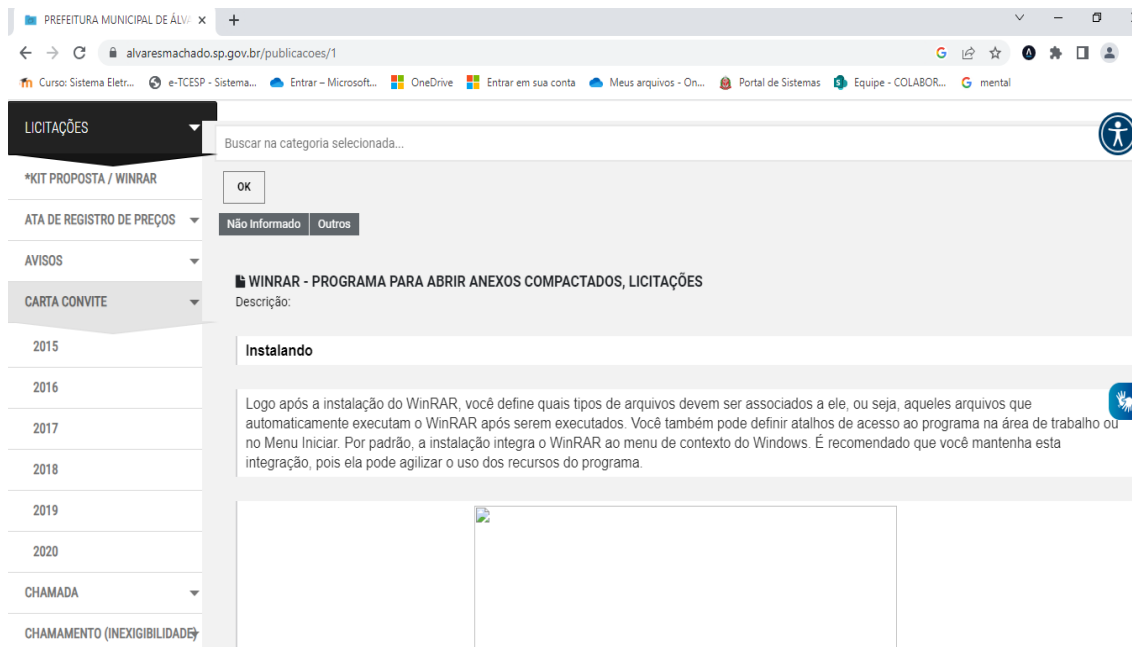 PREFEITURA MUNICIPAL DE ÁLVA
alvaresmachado.sp.gov.br/publicacoes/1
Curso: Sistema Eletr...
e-TCESP - Sistema...
Entrar – Microsoft...
OneDrive
Entrar em sua conta
Meus arquivos - On...
Portal de Sistemas
Equipe - COLABOR...
mental
LICITAÇÕES
*KIT PROPOSTA / WINRAR
ATA DE REGISTRO DE PREÇOS
AVISOS
CARTA CONVITE
2015
2016
2017
2018
2019
2020
CHAMADA
CHAMAMENTO (INEXIGIBILIDADE)
Buscar na categoria selecionada...
OK
Não Informado
Outros
WINRAR - PROGRAMA PARA ABRIR ANEXOS COMPACTADOS, LICITAÇÕES
Descrição:
Instalando
Logo após a instalação do WinRAR, você define quais tipos de arquivos devem ser associados a ele, ou seja, aqueles arquivos que
automaticamente executam o WinRAR após serem executados. Você também pode definir atalhos de acesso ao programa na área de trabalho ou
no Menu Iniciar. Por padrão, a instalação integra o WinRAR ao menu de contexto do Windows. É recomendado que você mantenha esta
integração, pois ela pode agilizar o uso dos recursos do programa.